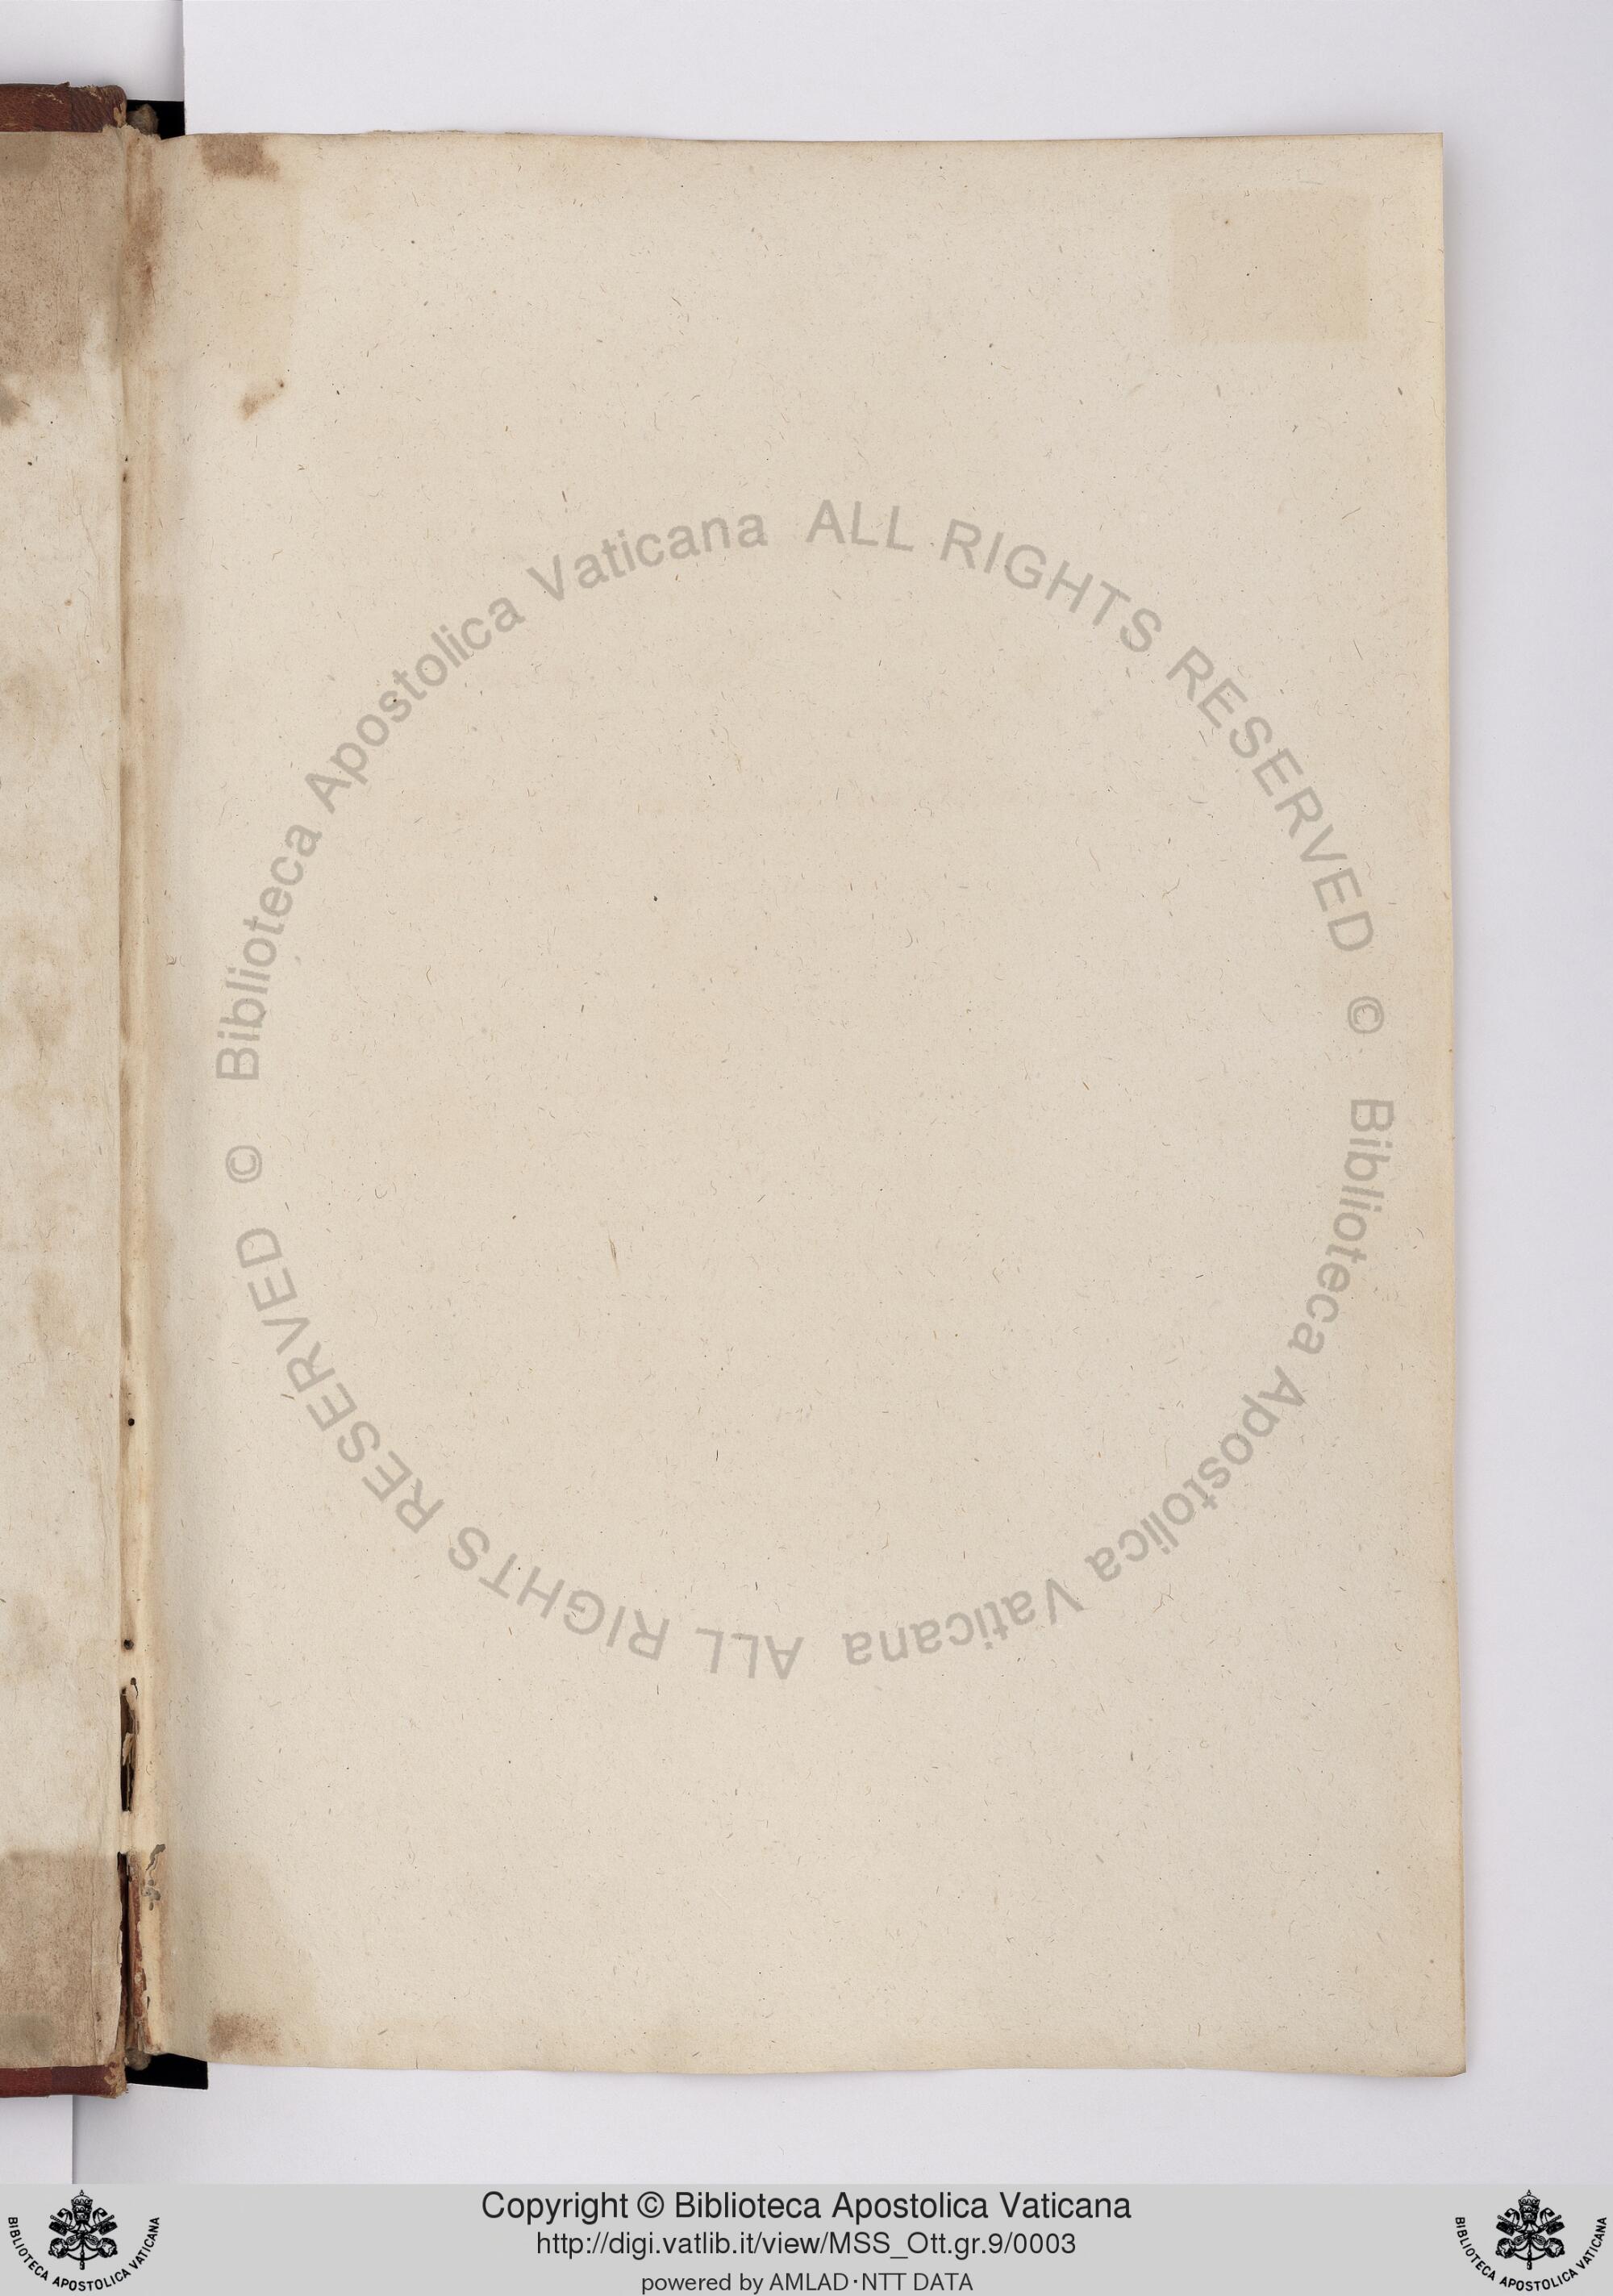 © Biblioteca Apostolica Vaticana ALL RIGHTS RESERVED
© Biblioteca Apostolica Vaticana ALL RIGHTS RESERVED
Copyright © Biblioteca Apostolica Vaticana
http://digi.vatlib.it/view/MSS_Ott.gr.9/0003
powered by AMLAD·NTT DATA
BIBLIOTECA APOSTOLICA VATICANA
BIBLIOTECA APOSTOLICA VATICANA